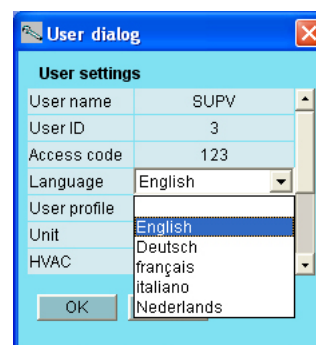 User dialog
User settings
User name SUPV
User ID 3
Access code 123
Language English
User profile
Unit English
Deutsch
HVAC français
italiano
OK Nederlands